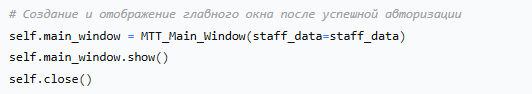 # Создание и отображение главного окна после успешной авторизации
self.main_window = MTT_Main_Window(staff_data=staff_data)
self.main_window.show()
self.close()